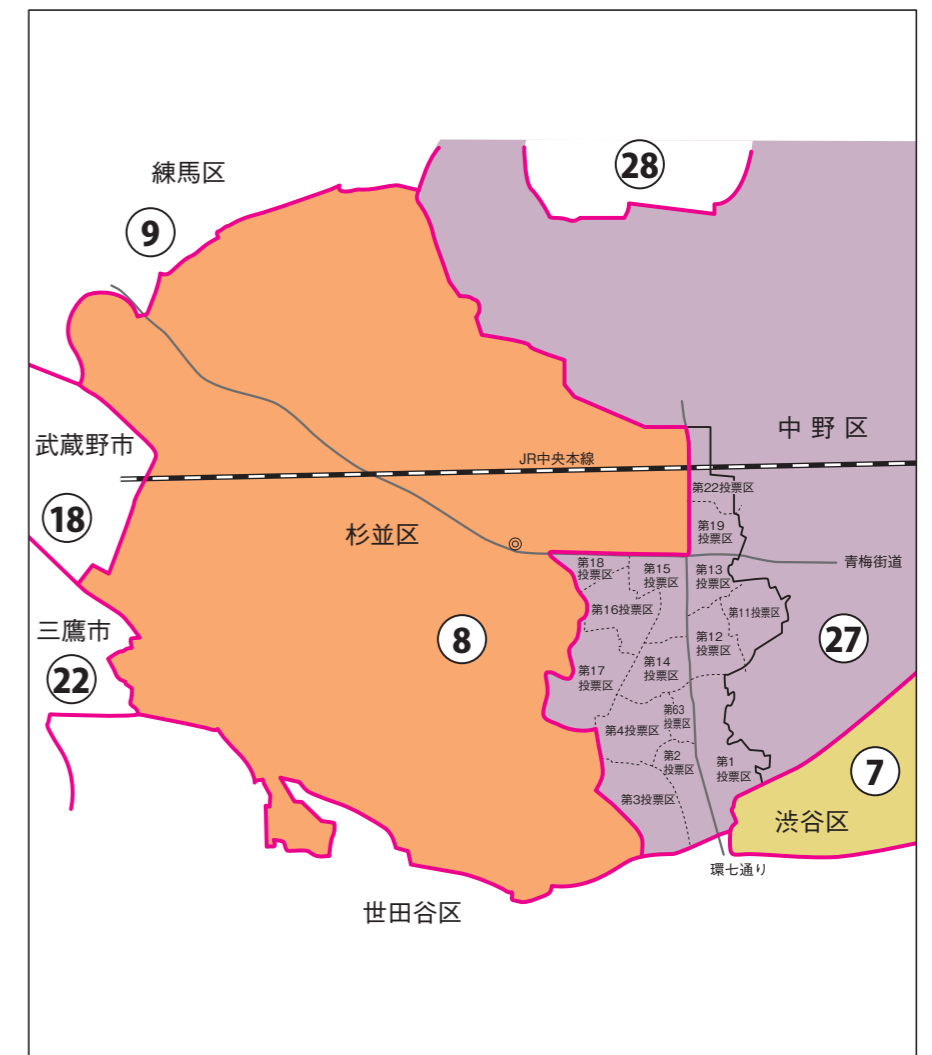 28
練馬区
9
中野区
武蔵野市
JR中央本線
第22投票区
18
第19
投票区
杉並区
青梅街道
第18
投票区
第15
投票区
第13
投票区
第16投票区
第11投票区
三鷹市
8
第12
投票区
27
22
第17
投票区
第14
投票区
第63
投票区
第4投票区
第2
投票区
第1
投票区
7
第3投票区
渋谷区
環七通り
世田谷区